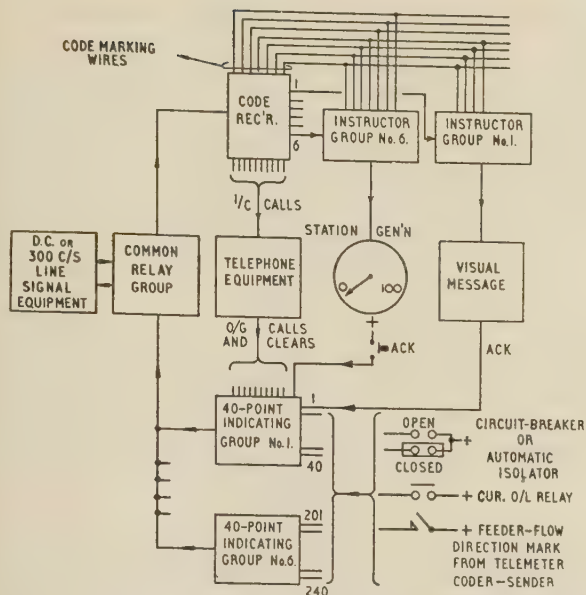 CODE MARKING
WIRES
CODE
REC'R.
1
6
INSTRUCTOR
GROUP No. 6.
INSTRUCTOR
GROUP No. 1.
I/C CALLS
STATION GEN'N
D.C. OR
300 C/S
LINE
SIGNAL
EQUIPMENT
COMMON
RELAY
GROUP
TELEPHONE
EQUIPMENT
0 100
VISUAL
MESSAGE
+
ACK
O/G CALLS
AND CLEARS
ACK
40-POINT
INDICATING
GROUP No. 1.
1
40
OPEN
CLOSED
+ CIRCUIT-BREAKER
OR
AUTOMATIC
ISOLATOR
+ CUR. O/L RELAY
40-POINT
INDICATING
GROUP No. 6.
201
240
+ FEEDER-FLOW
DIRECTION MARK
FROM TELEMETER
CODER-SENDER